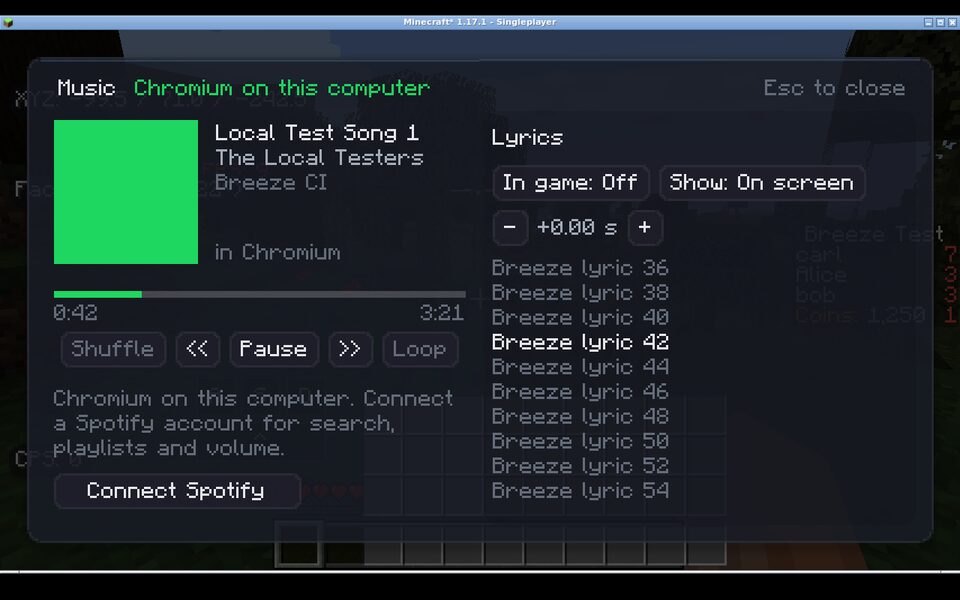 Minecraft* 1.17.1 - Singleplayer
Music Chromium on this computer
Esc to close
Local Test Song 1
The Local Testers
Breeze CI
in Chromium
0:42 3:21
Shuffle << Pause >> Loop
Chromium on this computer. Connect
a Spotify account for search,
playlists and volume.
Connect Spotify
Lyrics
In game: Off Show: On screen
- +0.00 s +
Breeze lyric 36
Breeze lyric 38
Breeze lyric 40
Breeze lyric 42
Breeze lyric 44
Breeze lyric 46
Breeze lyric 48
Breeze lyric 50
Breeze lyric 52
Breeze lyric 54
Breeze Test
carl 7
Alice 3
bob 3
Coins: 1,250 1